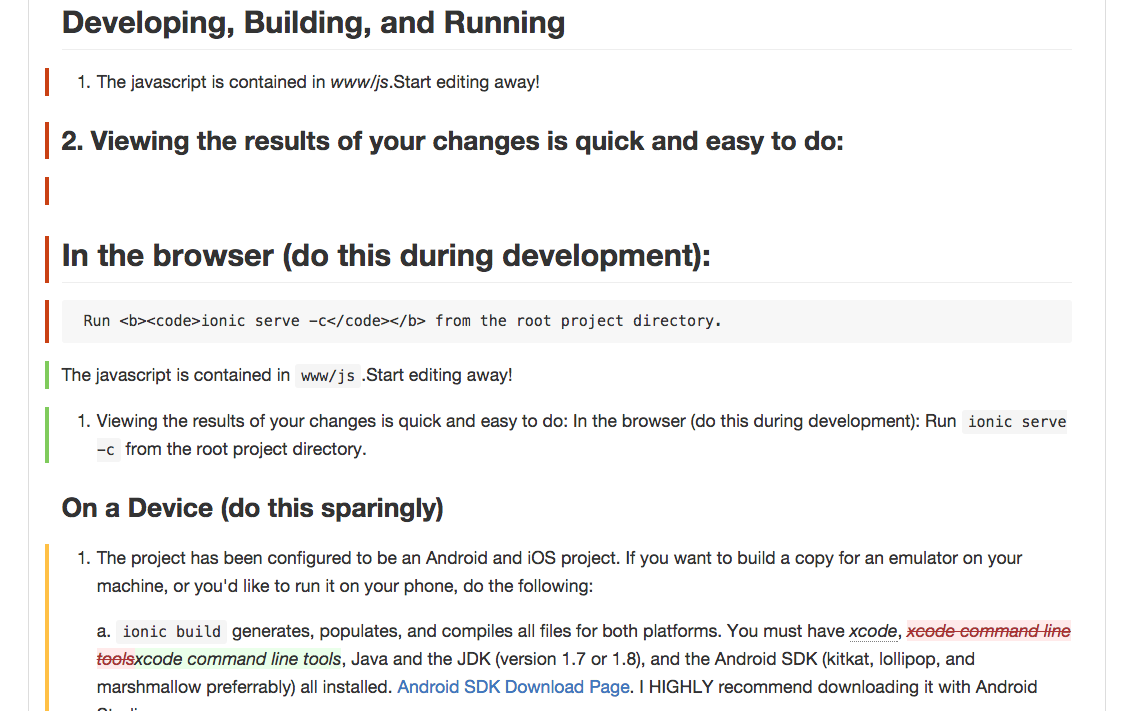 Developing, Building, and Running
1. The javascript is contained in www/js.Start editing away!
2. Viewing the results of your changes is quick and easy to do:
In the browser (do this during development):
Run <b><code>ionic serve -c</code></b> from the root project directory.
The javascript is contained in www/js .Start editing away!
1. Viewing the results of your changes is quick and easy to do: In the browser (do this during development): Run ionic serve
-c from the root project directory.
On a Device (do this sparingly)
1. The project has been configured to be an Android and iOS project. If you want to build a copy for an emulator on your
machine, or you'd like to run it on your phone, do the following:
a. ionic build generates, populates, and compiles all files for both platforms. You must have xcode, xcode command line
toolsxcode command line tools, Java and the JDK (version 1.7 or 1.8), and the Android SDK (kitkat, lollipop, and
marshmallow preferrably) all installed. Android SDK Download Page. I HIGHLY recommend downloading it with Android